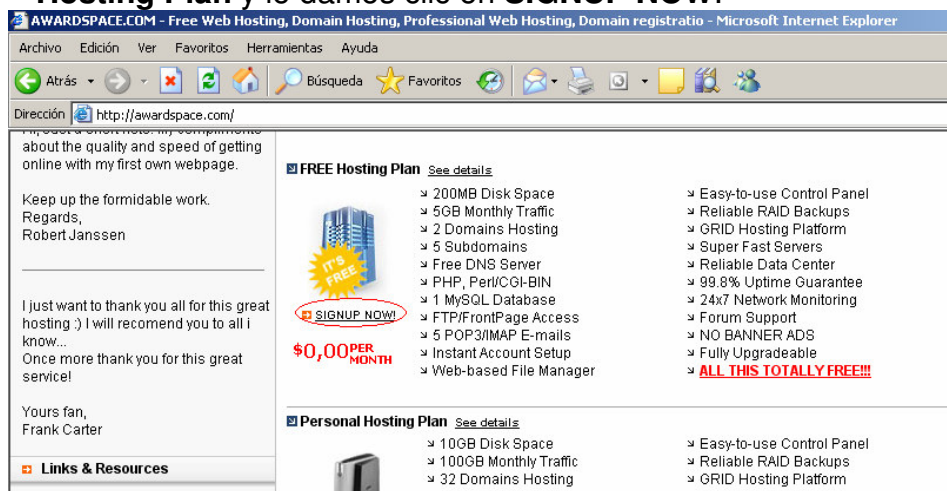 Hosting Plan y le damos clic en SIGNUP NOW!
AWARDSPACE.COM - Free Web Hosting, Domain Hosting, Professional Web Hosting, Domain registratio - Microsoft Internet Explorer
Archivo Edición Ver Favoritos Herramientas Ayuda
Atrás Búsqueda Favoritos
Dirección http://awardspace.com/
about the quality and speed of getting
online with my first own webpage.
Keep up the formidable work.
Regards,
Robert Janssen
I just want to thank you all for this great
hosting :) I will recomend you to all i
know...
Once more thank you for this great
service!
Yours fan,
Frank Carter
Links & Resources
FREE Hosting Plan See details
IT'S
FREE
SIGNUP NOW!
$0,00 PER
MONTH
200MB Disk Space
5GB Monthly Traffic
2 Domains Hosting
5 Subdomains
Free DNS Server
PHP, Perl/CGI-BIN
1 MySQL Database
FTP/FrontPage Access
5 POP3/IMAP E-mails
Instant Account Setup
Web-based File Manager
Easy-to-use Control Panel
Reliable RAID Backups
GRID Hosting Platform
Super Fast Servers
Reliable Data Center
99.8% Uptime Guarantee
24x7 Network Monitoring
Forum Support
NO BANNER ADS
Fully Upgradeable
ALL THIS TOTALLY FREE!!!
Personal Hosting Plan See details
10GB Disk Space
100GB Monthly Traffic
32 Domains Hosting
Easy-to-use Control Panel
Reliable RAID Backups
GRID Hosting Platform